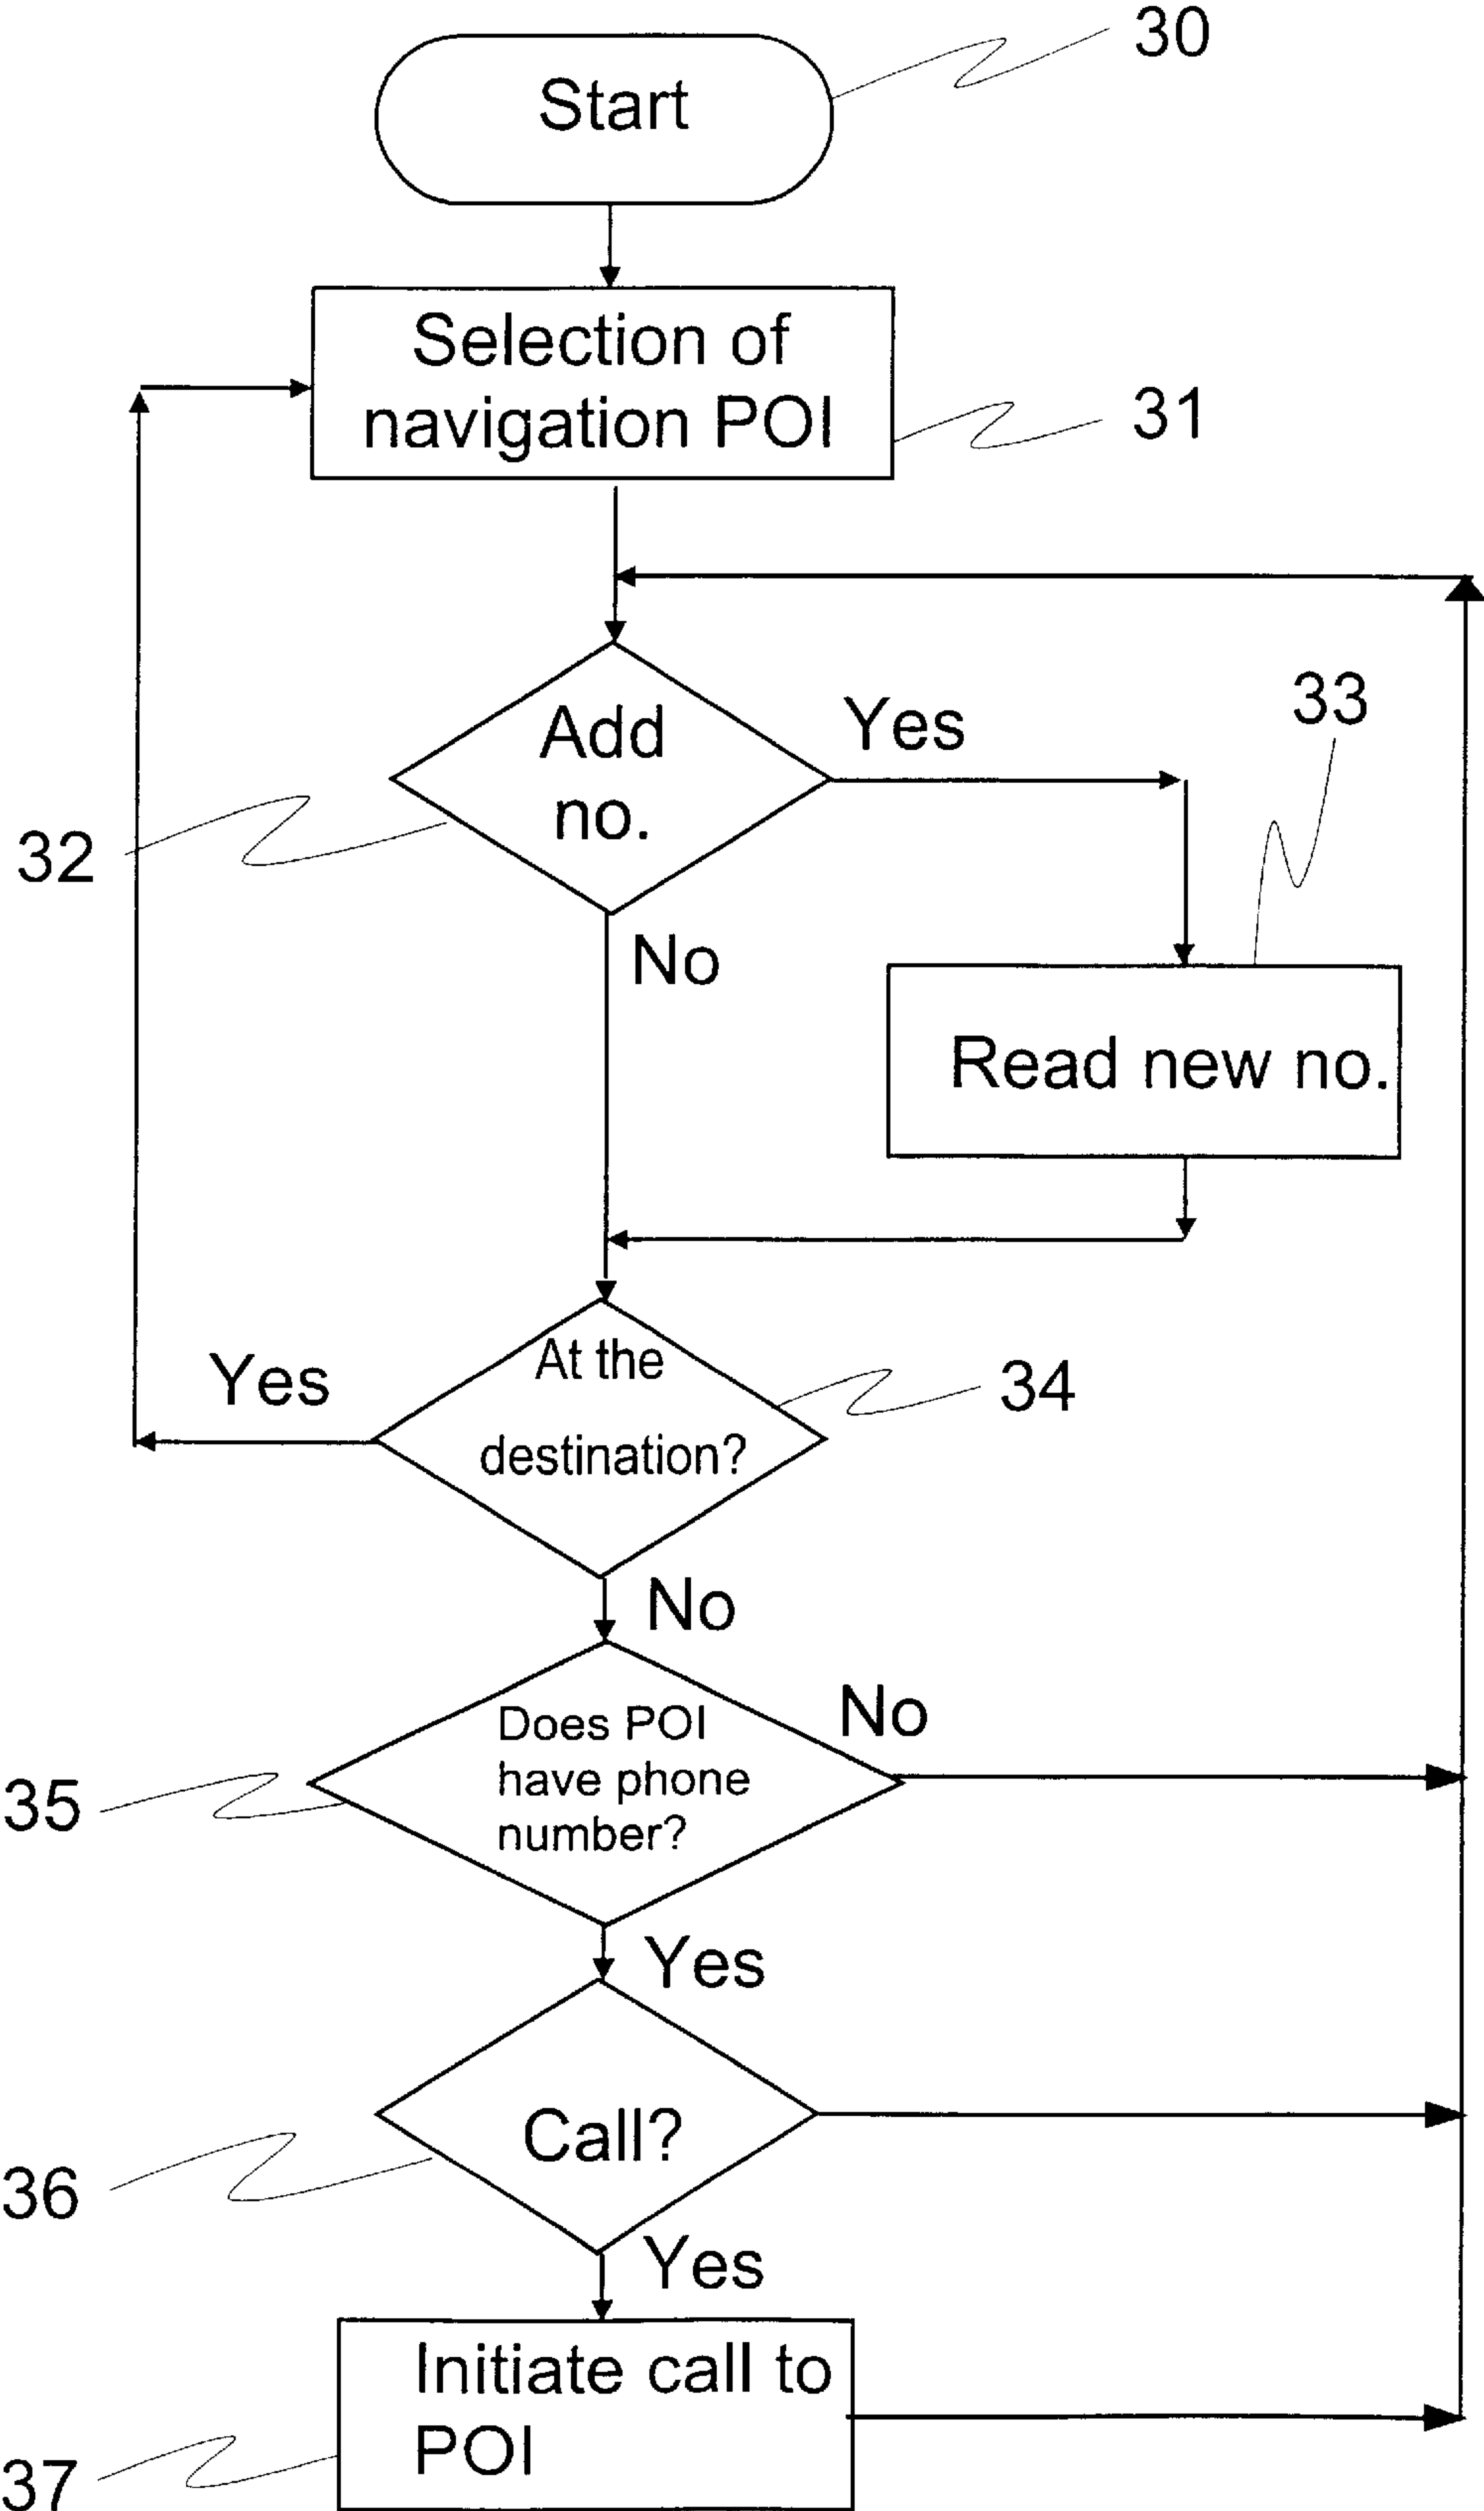 30
Start
Selection of
navigation POI
31
33
Add
no.
Yes
32
No
Read new no.
At the
destination?
Yes
34
No
Does POI
have phone
number?
No
35
Yes
Call?
36
Yes
Initiate call to
POI
37